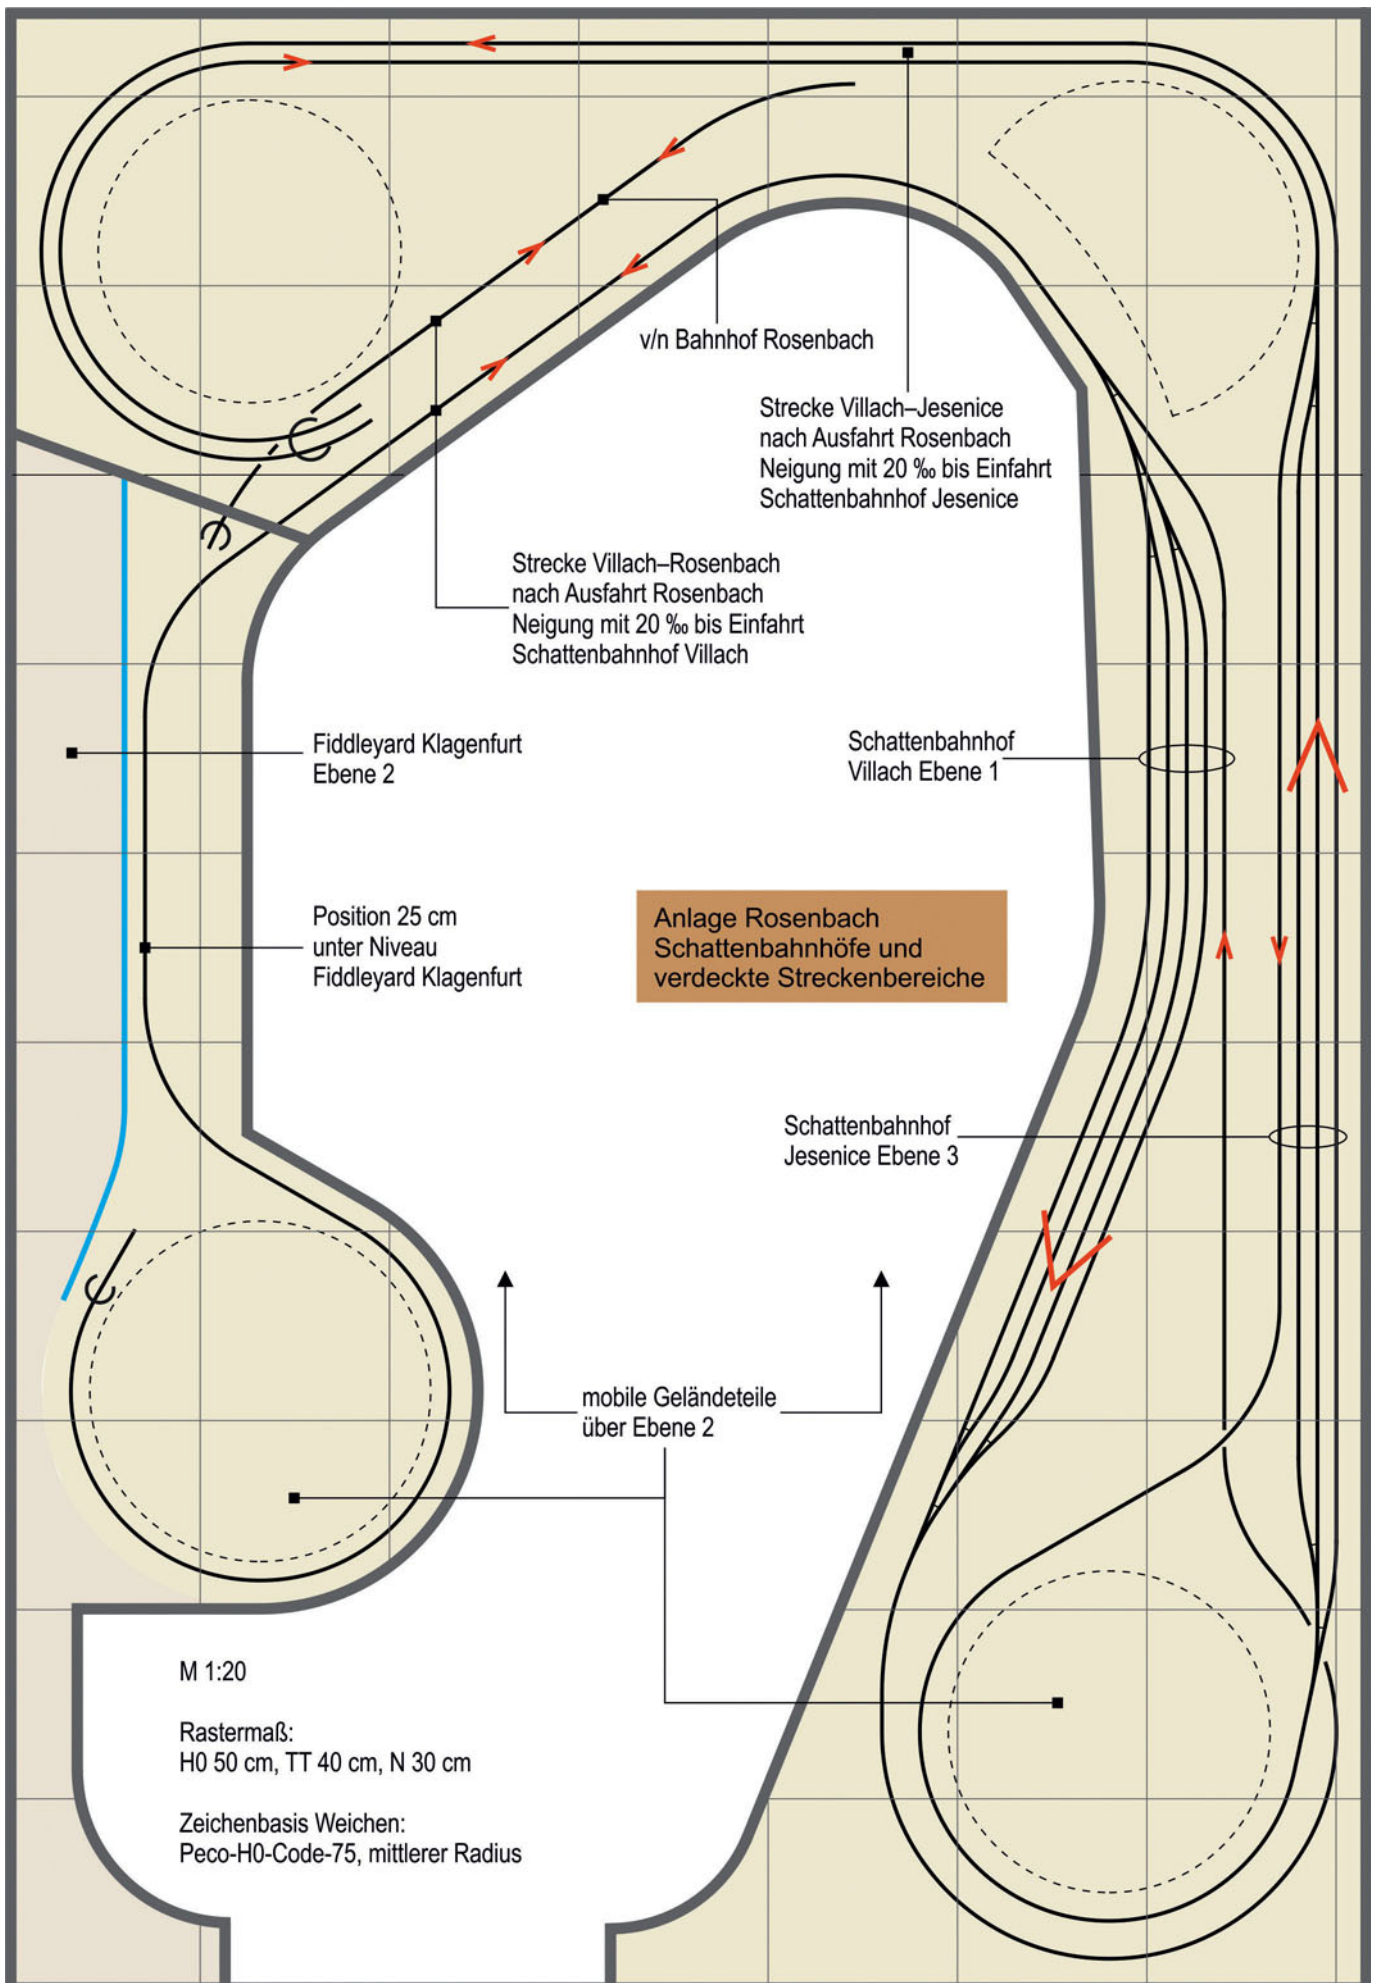 v/n Bahnhof Rosenbach
Strecke Villach–Jesenice
nach Ausfahrt Rosenbach
Neigung mit 20 ‰ bis Einfahrt
Schattenbahnhof Jesenice
Strecke Villach–Rosenbach
nach Ausfahrt Rosenbach
Neigung mit 20 ‰ bis Einfahrt
Schattenbahnhof Villach
Fiddleyard Klagenfurt
Ebene 2
Schattenbahnhof
Villach Ebene 1
Position 25 cm
unter Niveau
Fiddleyard Klagenfurt
Anlage Rosenbach
Schattenbahnhöfe und
verdeckte Streckenbereiche
Schattenbahnhof
Jesenice Ebene 3
mobile Geländeteile
über Ebene 2
M 1:20
Rastermaß:
H0 50 cm, TT 40 cm, N 30 cm
Zeichenbasis Weichen:
Peco-H0-Code-75, mittlerer Radius